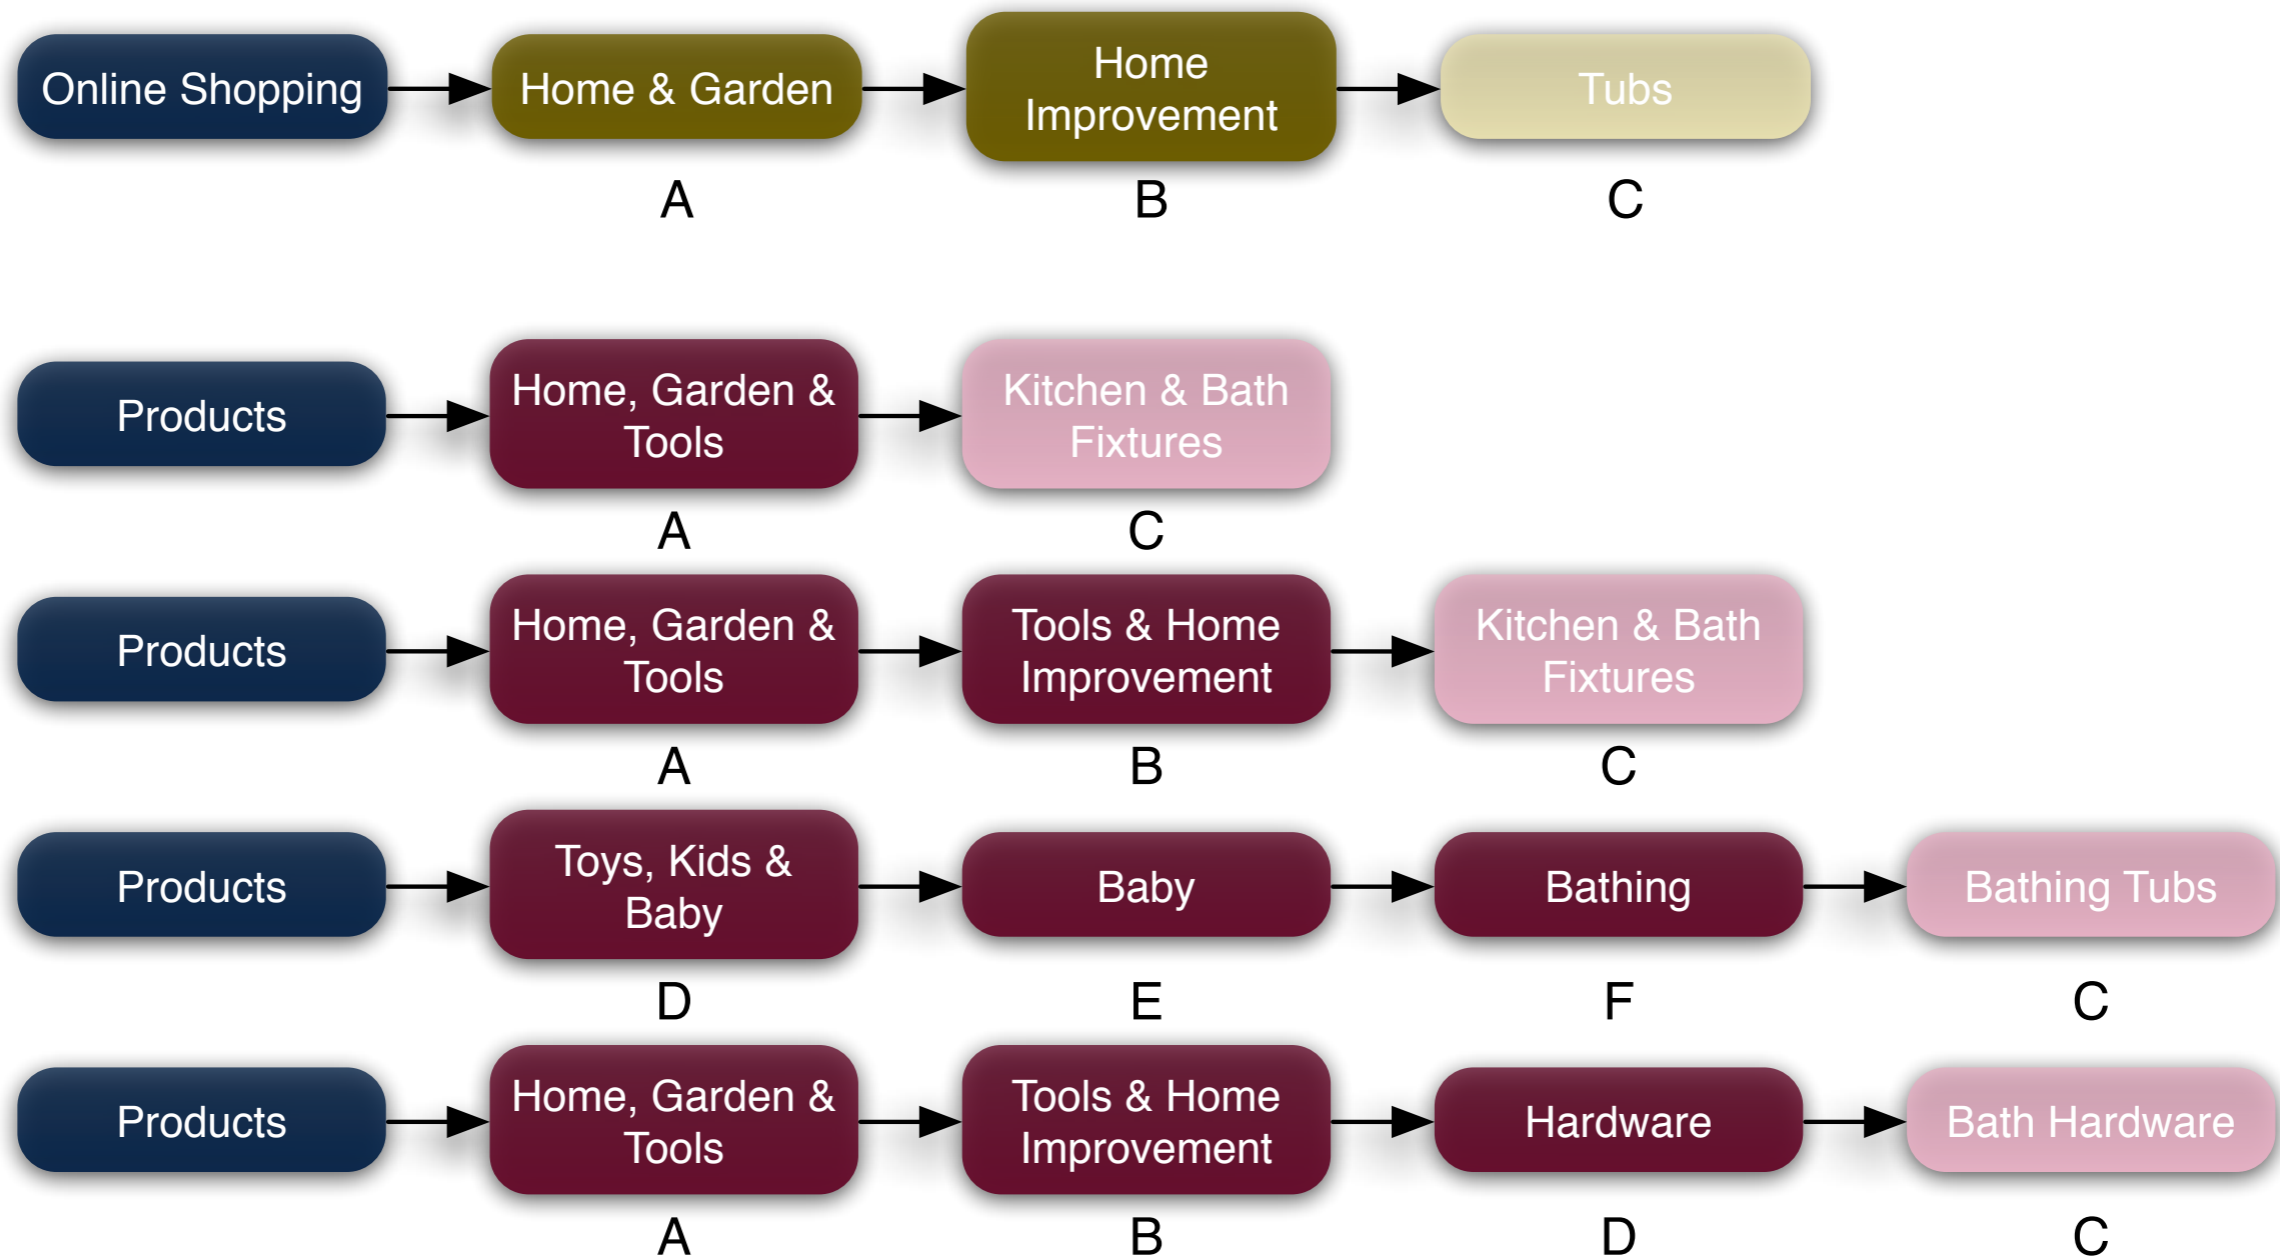 Online Shopping
Home & Garden
Home
Improvement
Tubs
A
B
C
Products
Home, Garden &
Tools
Kitchen & Bath
Fixtures
A
C
Products
Home, Garden &
Tools
Tools & Home
Improvement
Kitchen & Bath
Fixtures
A
B
C
Products
Toys, Kids &
Baby
Baby
Bathing
Bathing Tubs
D
E
F
C
Products
Home, Garden &
Tools
Tools & Home
Improvement
Hardware
Bath Hardware
A
B
D
C